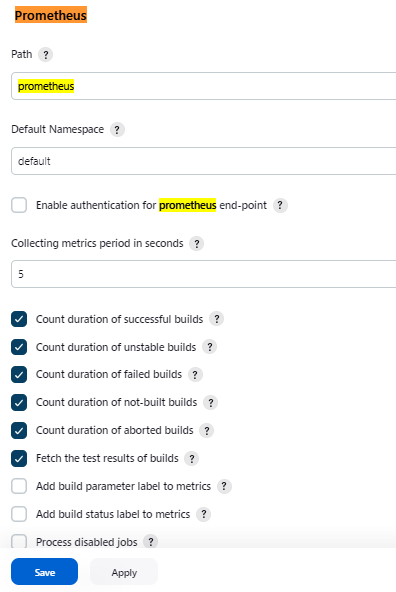 Prometheus
Path ?
prometheus
Default Namespace ?
default
Enable authentication for prometheus end-point ?
Collecting metrics period in seconds ?
5
Count duration of successful builds ?
Count duration of unstable builds ?
Count duration of failed builds ?
Count duration of not-built builds ?
Count duration of aborted builds ?
Fetch the test results of builds ?
Add build parameter label to metrics ?
Add build status label to metrics ?
Process disabled jobs ?
Save Apply